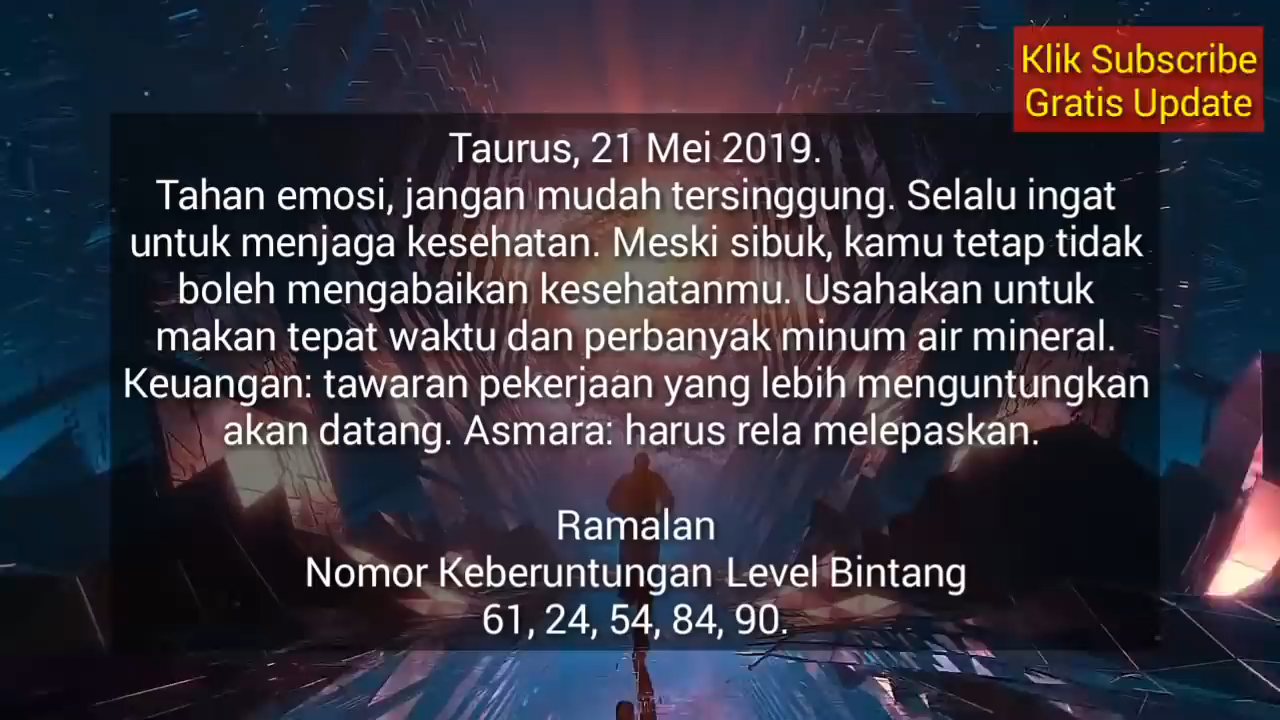 Klik Subscribe
Gratis Update
Taurus, 21 Mei 2019.
Tahan emosi, jangan mudah tersinggung. Selalu ingat
untuk menjaga kesehatan. Meski sibuk, kamu tetap tidak
boleh mengabaikan kesehatanmu. Usahakan untuk
makan tepat waktu dan perbanyak minum air mineral.
Keuangan: tawaran pekerjaan yang lebih menguntungkan
akan datang. Asmara: harus rela melepaskan.
Ramalan
Nomor Keberuntungan Level Bintang
61, 24, 54, 84, 90.